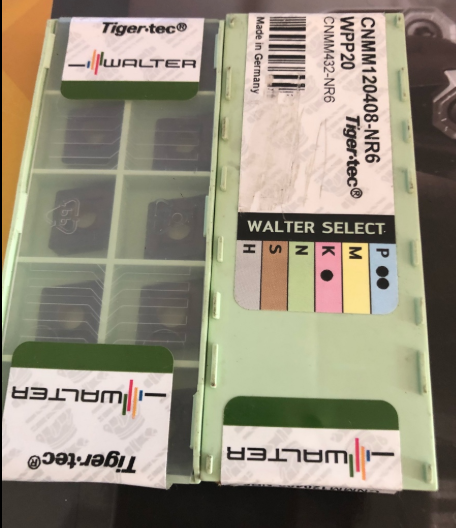 Tiger·tec®
WALTER
WALTER
Tiger·tec®
CNMM120408-NR6
WPP20
Tiger·tec®
CNMM432-NR6
Made in Germany
WALTER SELECT
P
M
K
N
S
H
WALTER